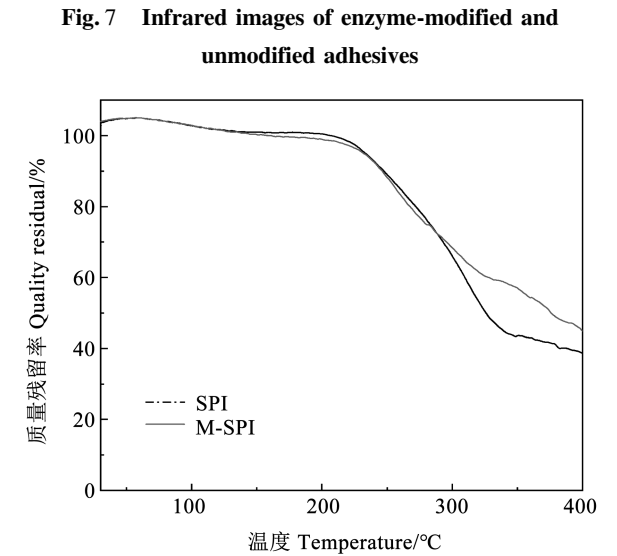 Fig. 7 Infrared images of enzyme-modified and
unmodified adhesives
质量残留率 Quality residual/%
100
80
60
40
20
0
SPI
M-SPI
100
200
300
400
温度 Temperature/℃